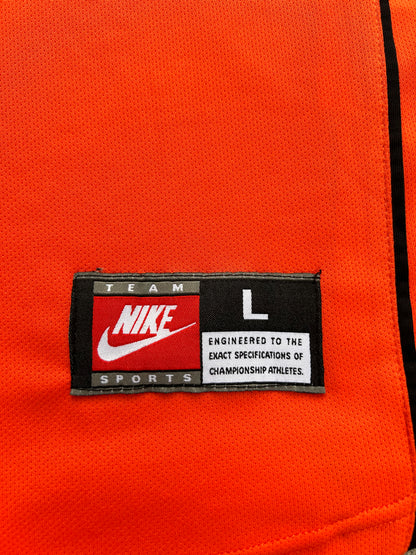 TEAM
NIKE
SPORTS
L
ENGINEERED TO THE
EXACT SPECIFICATIONS OF
CHAMPIONSHIP ATHLETES.